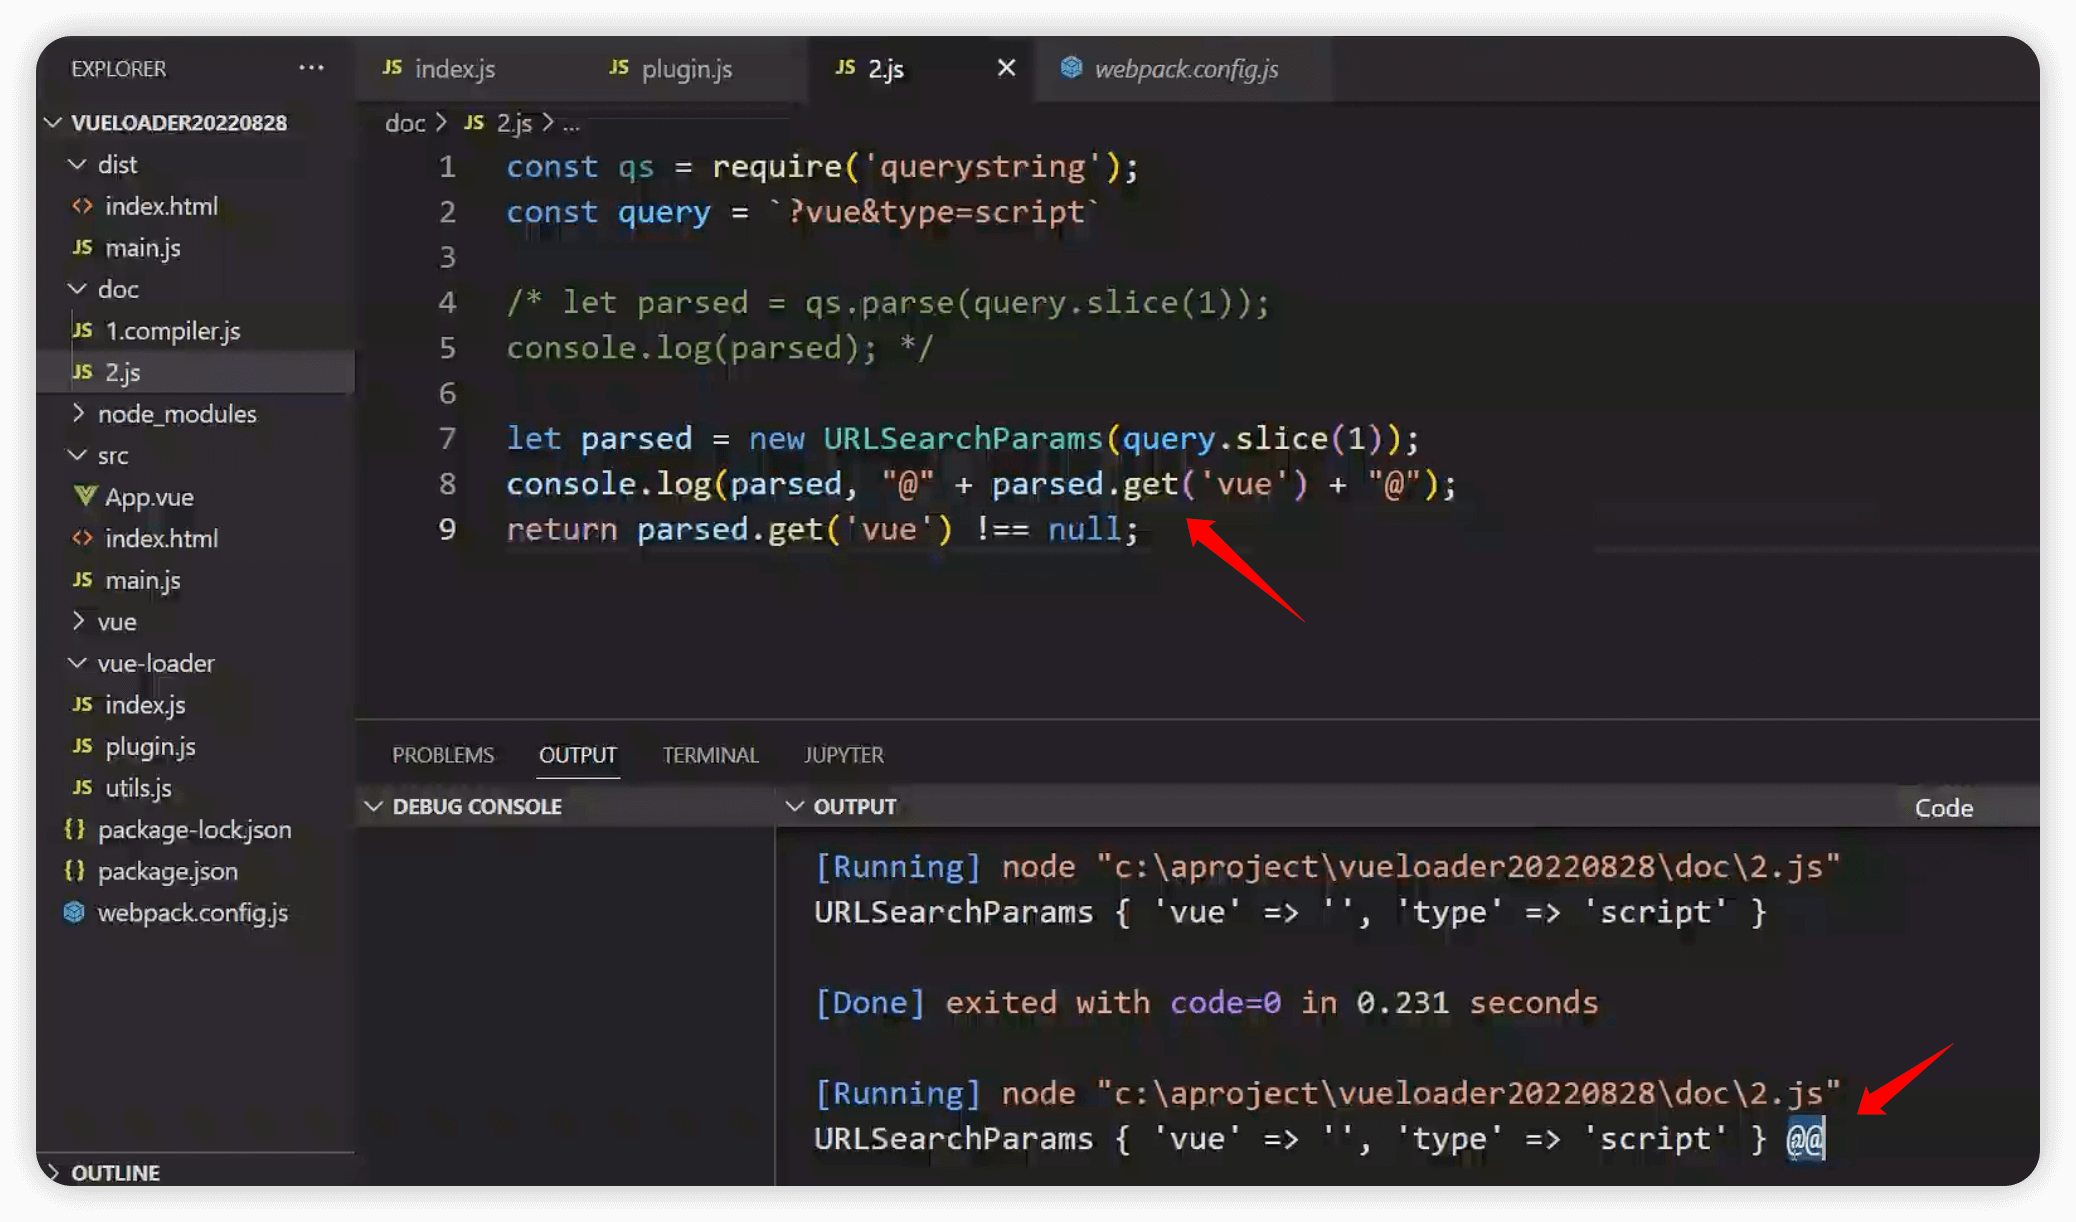 EXPLORER ...
JS index.js
JS plugin.js
JS 2.js
webpack.config.js
VUELOADER20220828
dist
<> index.html
JS main.js
doc
JS 1.compiler.js
JS 2.js
node_modules
src
App.vue
<> index.html
JS main.js
vue
vue-loader
JS index.js
JS plugin.js
JS utils.js
{} package-lock.json
{} package.json
webpack.config.js
OUTLINE
doc > JS 2.js > ...
1 const qs = require('querystring');
2 const query = `?vue&type=script`
3
4 /* let parsed = qs.parse(query.slice(1));
5 console.log(parsed); */
6
7 let parsed = new URLSearchParams(query.slice(1));
8 console.log(parsed, "@" + parsed.get('vue') + "@");
9 return parsed.get('vue') !== null;
PROBLEMS OUTPUT TERMINAL JUPYTER
DEBUG CONSOLE
OUTPUT
Code
[Running] node "c:\aproject\vueloader20220828\doc\2.js"
URLSearchParams { 'vue' => '', 'type' => 'script' }
[Done] exited with code=0 in 0.231 seconds
[Running] node "c:\aproject\vueloader20220828\doc\2.js"
URLSearchParams { 'vue' => '', 'type' => 'script' } @@